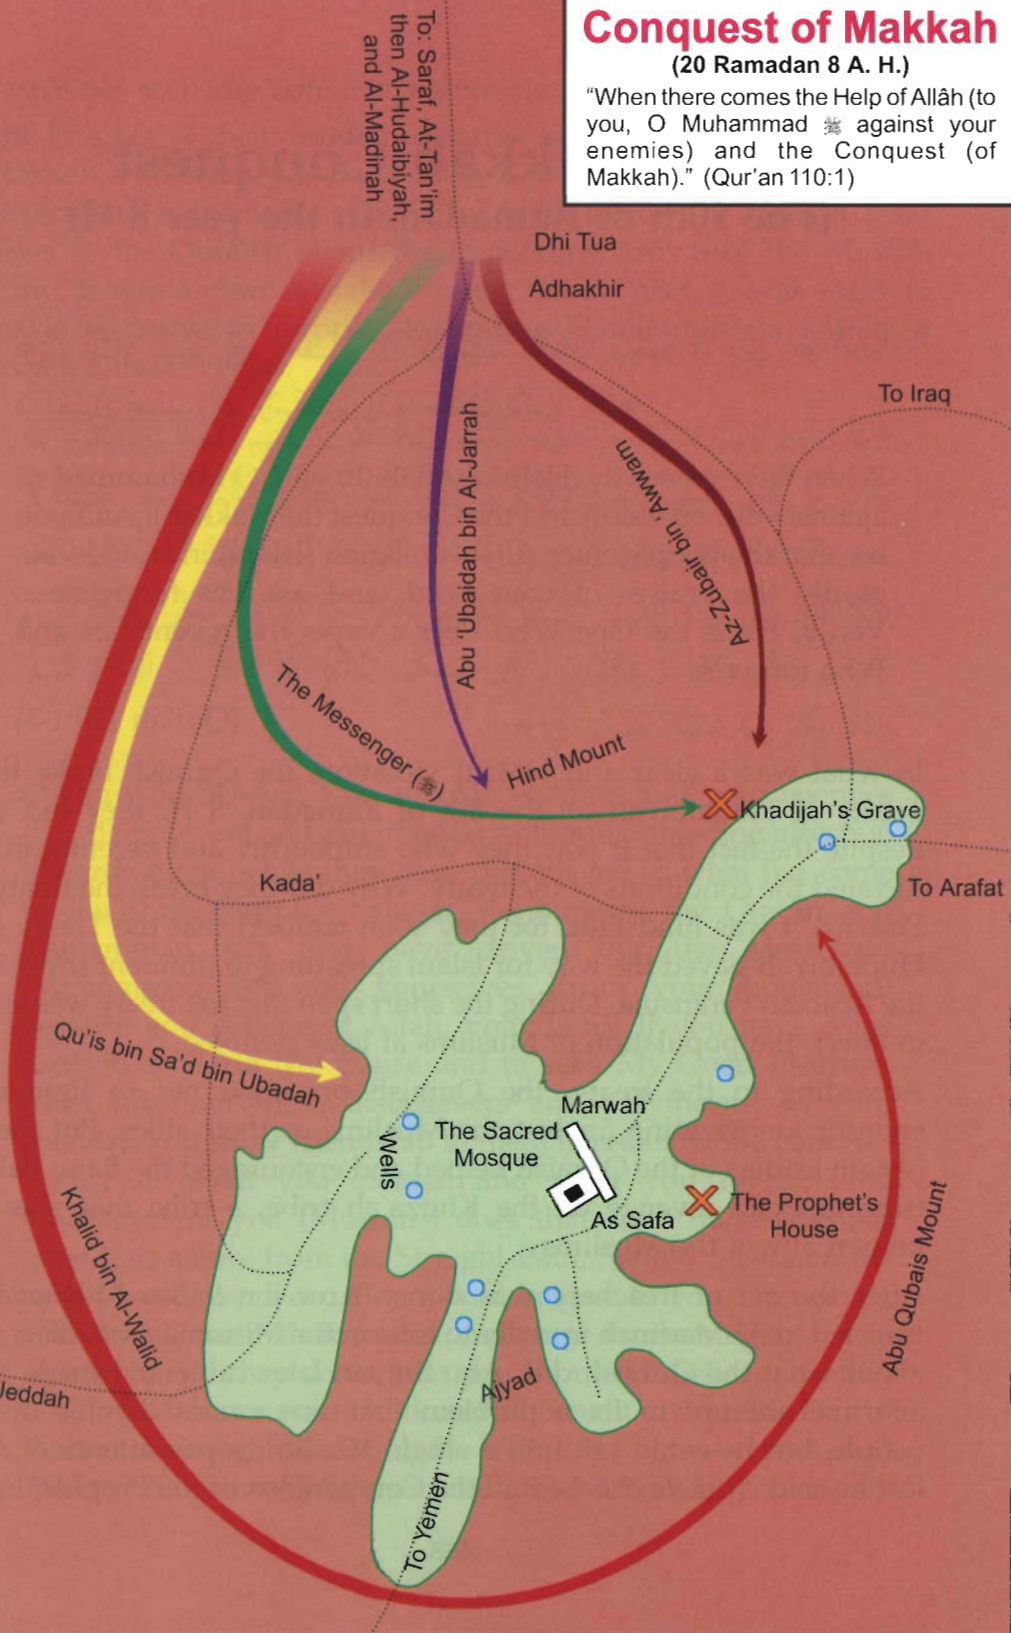 Conquest of Makkah
(20 Ramadan 8 A. H.)
“When there comes the Help of Allâh (to
you, O Muhammad ﷺ against your
enemies) and the Conquest (of
Makkah).” (Qur’an 110:1)
To: Saraf, At-Tan’im
then Al-Hudaibiyah,
and Al-Madinah
Dhi Tua
Adhakhir
To Iraq
Abu ‘Ubaidah bin Al-Jarrah
Az-Zubair bin ‘Awwam
The Messenger (ﷺ)
Hind Mount
Khadijah’s Grave
Kada’
To Arafat
Qu’is bin Sa’d bin Ubadah
Marwah
The Sacred
Mosque
Wells
As Safa
The Prophet’s
House
Khalid bin Al-Walid
Abu Qubais Mount
Jeddah
Ajyad
To Yemen